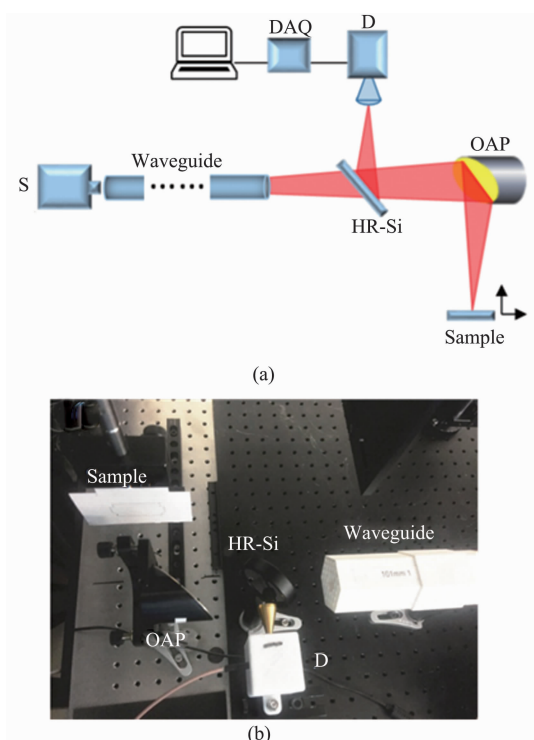 DAQ
D
OAP
Waveguide
S
HR-Si
Sample
(a)
Sample
Waveguide
HR-Si
OAP
D
(b)